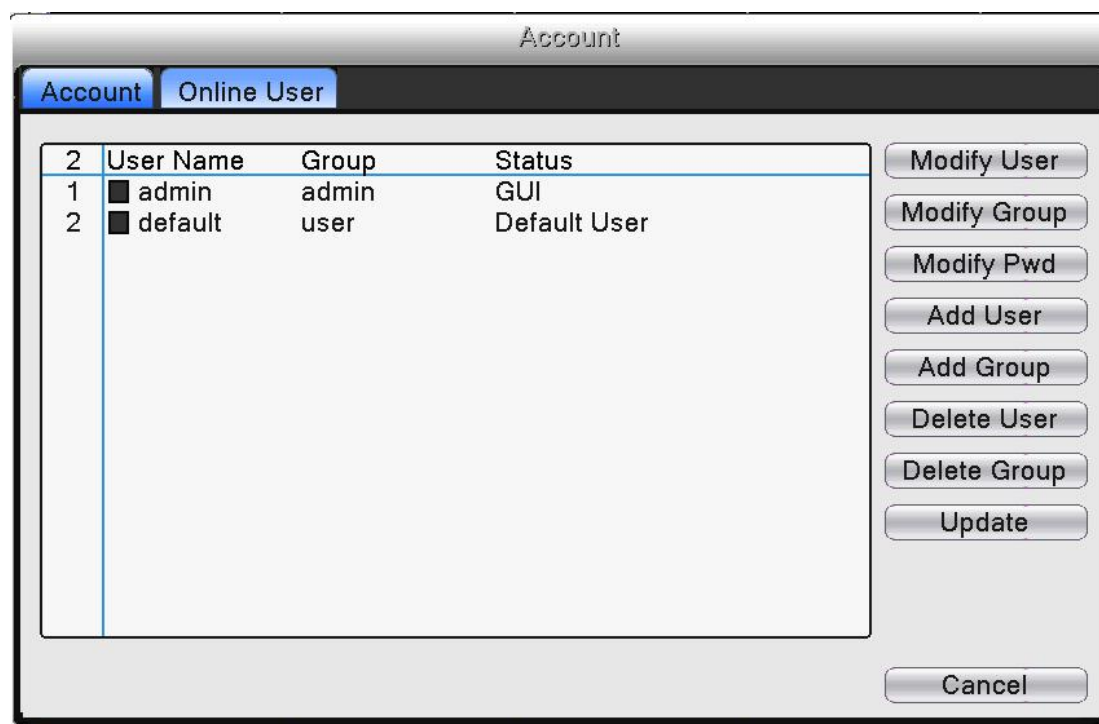 Account
Account Online User
2 User Name Group Status
1 admin admin GUI
2 default user Default User
Modify User
Modify Group
Modify Pwd
Add User
Add Group
Delete User
Delete Group
Update
Cancel